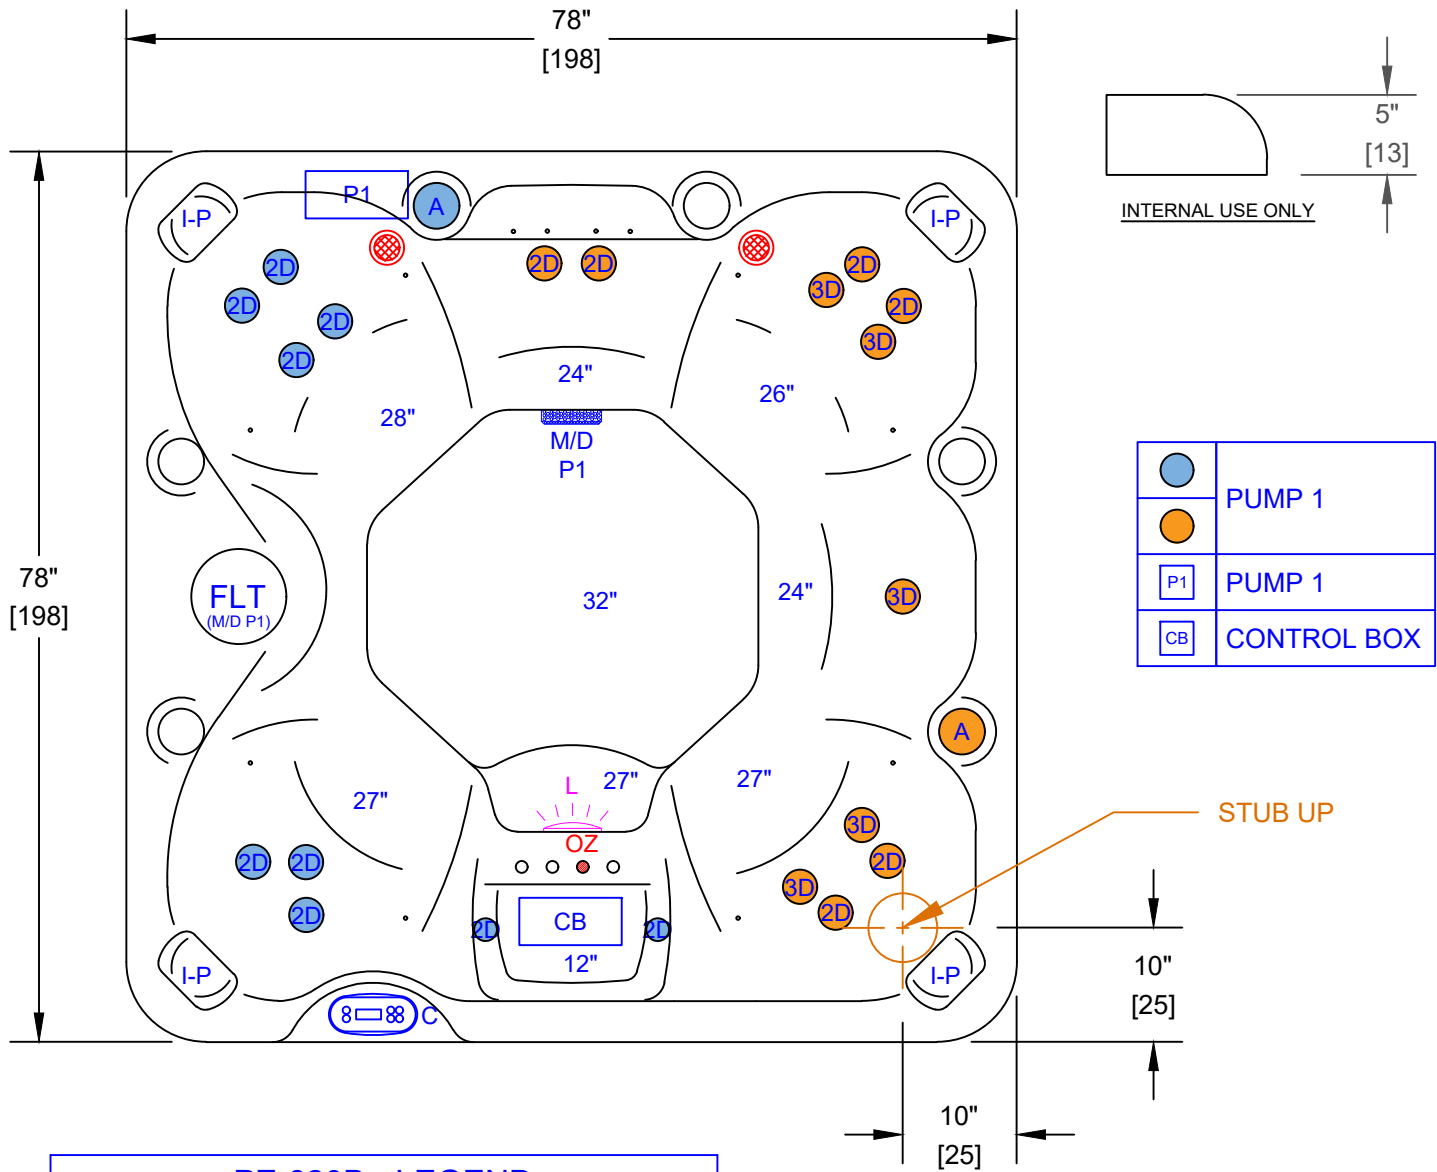 78"
[198]
5"
[13]
INTERNAL USE ONLY
I-P
P1
A
I-P
2D
2D
2D
2D
2D
2D
2D
3D
2D
3D
24"
28"
26"
M/D
P1
PUMP 1
P1
PUMP 1
CB
CONTROL BOX
78"
[198]
FLT
(M/D P1)
32"
24"
3D
A
L
27"
27"
27"
OZ
STUB UP
2D
2D
2D
3D
2D
3D
2D
2D
CB
2D
12"
I-P
I-P
C
10"
[25]
10"
[25]